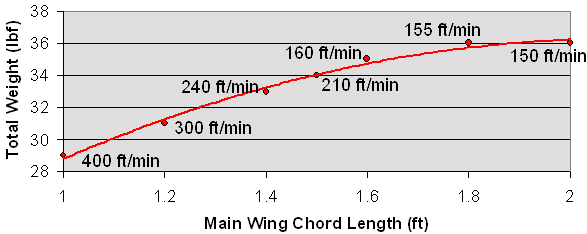 38
36
34
32
30
28
Total Weight (lbf)
155 ft/min
160 ft/min
150 ft/min
240 ft/min
210 ft/min
300 ft/min
400 ft/min
1 1.2 1.4 1.6 1.8 2
Main Wing Chord Length (ft)